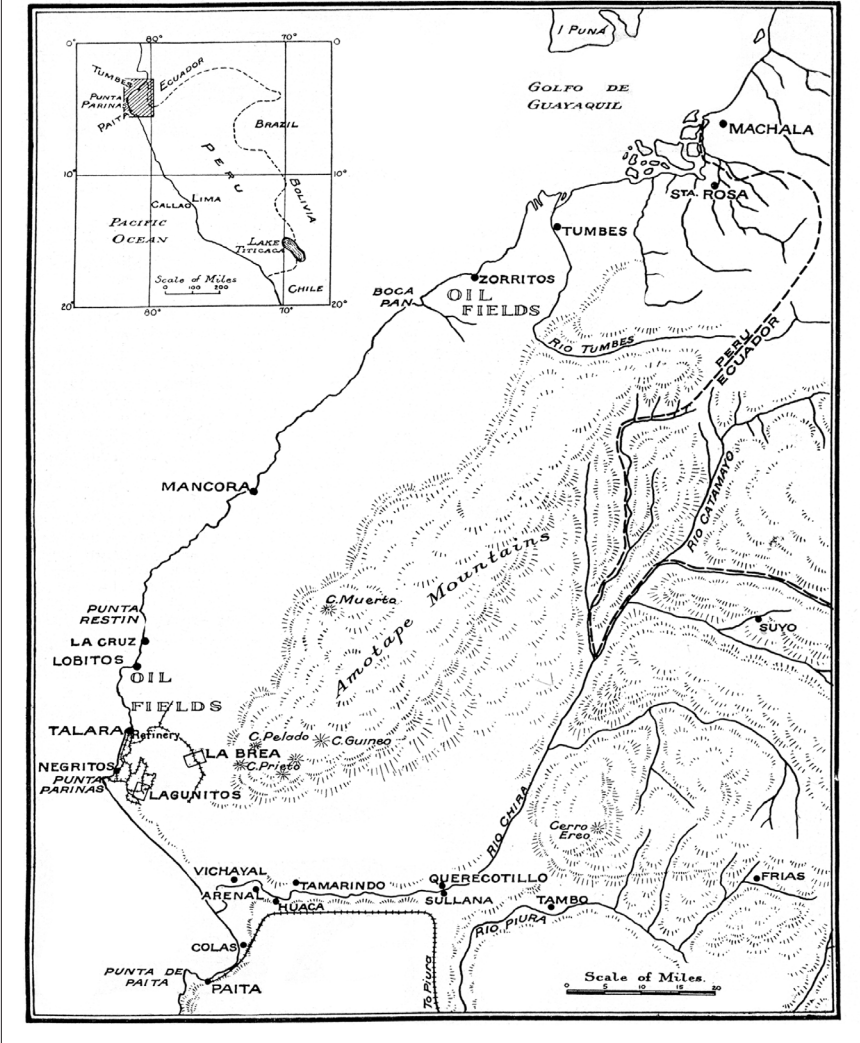 I PUNÁ
GOLFO DE
GUAYAQUIL
MACHALA
STA. ROSA
TUMBES
ZORRITOS
OIL
FIELDS
BOCA
PAN
RIO TUMBES
PERU
ECUADOR
MANCORA
RIO CATAMAYO
Amotape Mountains
C. Muerto
PUNTA
RESTIN
LA CRUZ
LOBITOS
OIL
FIELDS
SUYO
TALARA
Refinery
C. Pelado
C. Guineo
LA BREA
C. Prieto
NEGRITOS
PUNTA
PARINAS
LAGUNITOS
RIO CHIRA
Cerro
Ereo
VICHAYAL
TAMARINDO
QUERECOTILLO
FRIAS
ARENAL
HUACA
SULLANA
TAMBO
RIO PIURA
COLAS
PUNTA DE
PAITA
PAITA
To Piura
Scale of Miles.
0 5 10 15 20
80° 70°
0° 0
TUMBES
ECUADOR
PUNTA
PARINA
PAITA
BRAZIL
PERU
10° 10°
BOLIVIA
CALLAO LIMA
PACIFIC
OCEAN
LAKE
TITICACA
Scale of Miles
0 100 200
CHILE
20° 20°
80° 70°